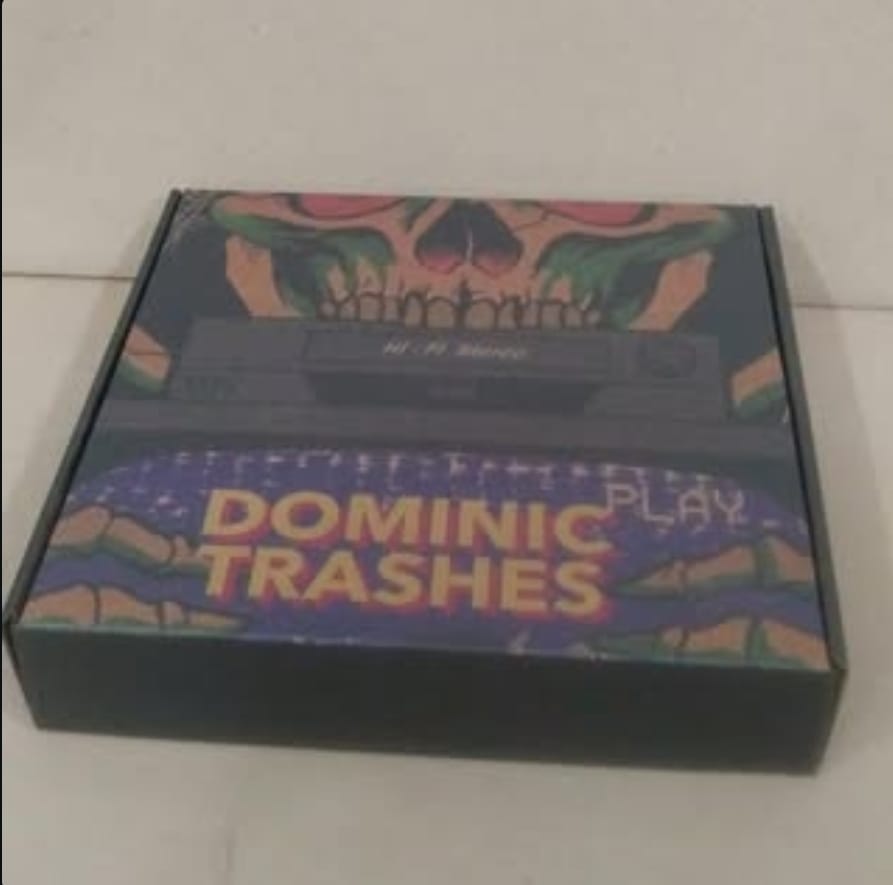 HI-FI STEREO
PLAY
DOMINIC
TRASHES